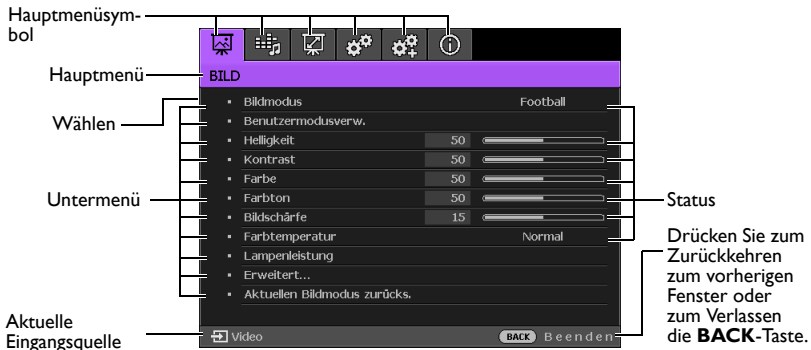 Hauptmenüsym-
bol
Hauptmenü
BILD
Wählen
Bildmodus Football
Benutzermodusverw.
Helligkeit 50
Kontrast 50
Farbe 50
Untermenü
Farbton 50
Status
Bildschärfe 15
Farbtemperatur Normal
Lampenleistung
Erweitert...
Aktuellen Bildmodus zurücks.
Drücken Sie zum
Zurückkehren
zum vorherigen
Fenster oder
zum Verlassen
die BACK-Taste.
Aktuelle
Eingangsquelle
Video BACK Beenden